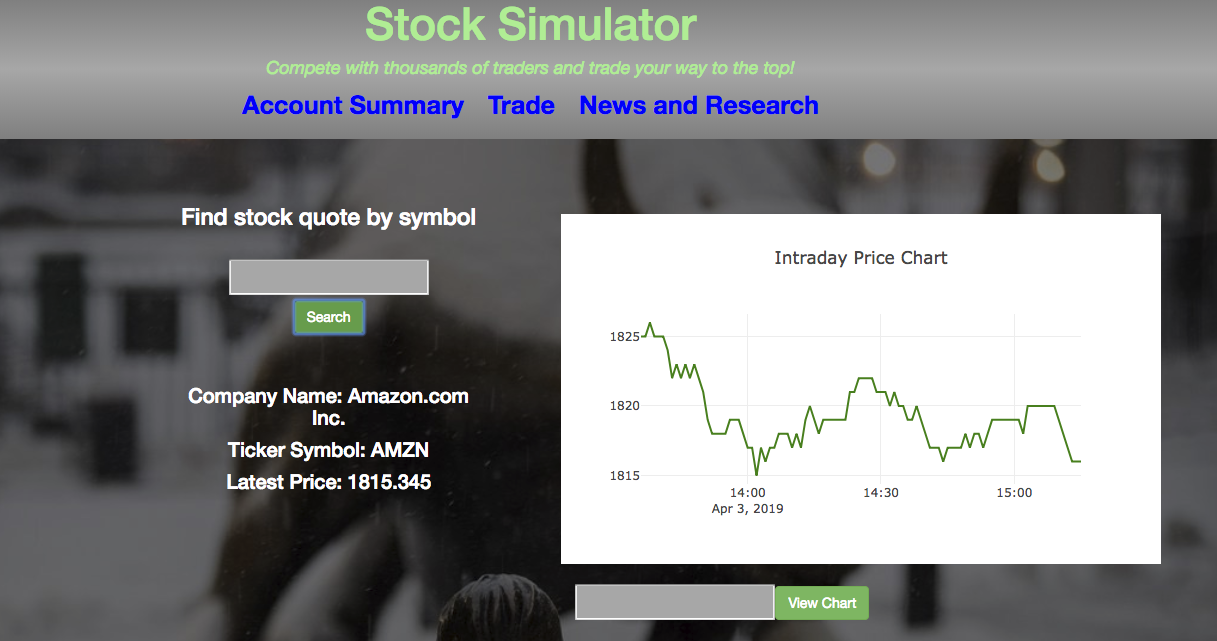 Stock Simulator
Compete with thousands of traders and trade your way to the top!
Account Summary Trade News and Research
Find stock quote by symbol
Search
Company Name: Amazon.com
Inc.
Ticker Symbol: AMZN
Latest Price: 1815.345
Intraday Price Chart
1825
1820
1815
14:00 14:30 15:00
Apr 3, 2019
View Chart